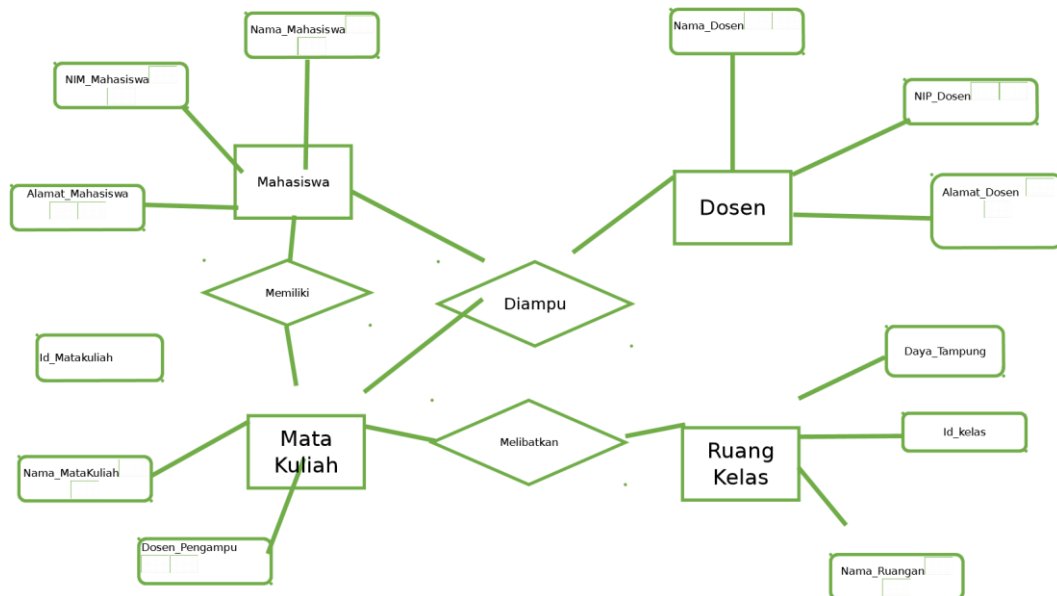 Nama_Mahasiswa
Nama_Dosen
NIM_Mahasiswa
NIP_Dosen
Mahasiswa
Alamat_Mahasiswa
Dosen
Alamat_Dosen
Memiliki
Diampu
Id_Matakuliah
Daya_Tampung
Mata
Kuliah
Melibatkan
Ruang
Kelas
Id_kelas
Nama_MataKuliah
Dosen_Pengampu
Nama_Ruangan